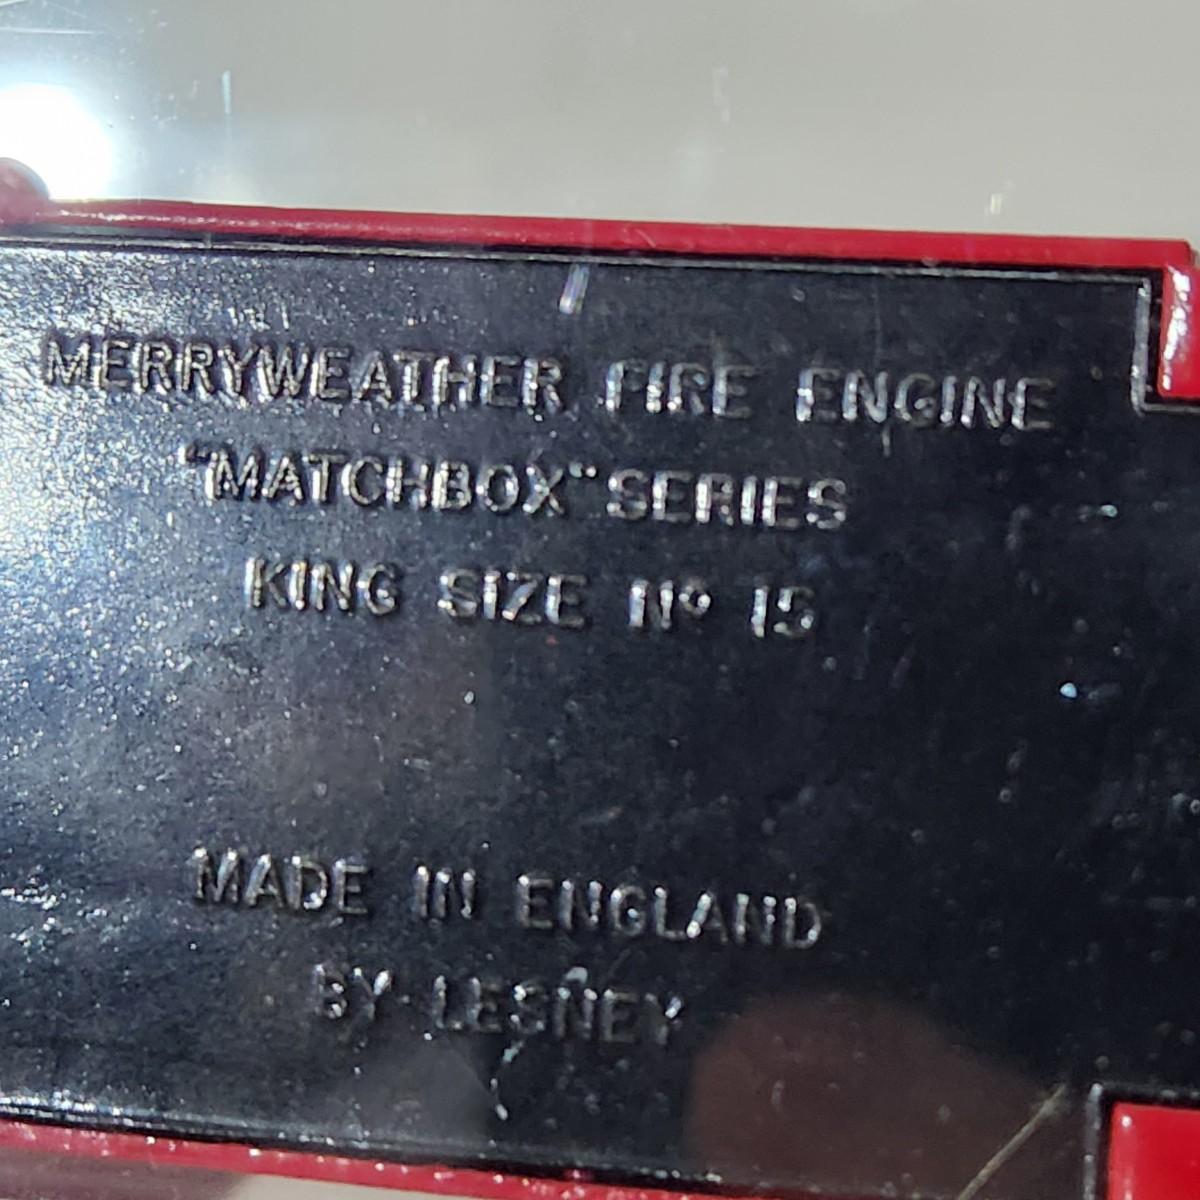 MERRYWEATHER FIRE ENGINE
"MATCHBOX" SERIES
KING SIZE Nº 15
MADE IN ENGLAND
BY LESNEY